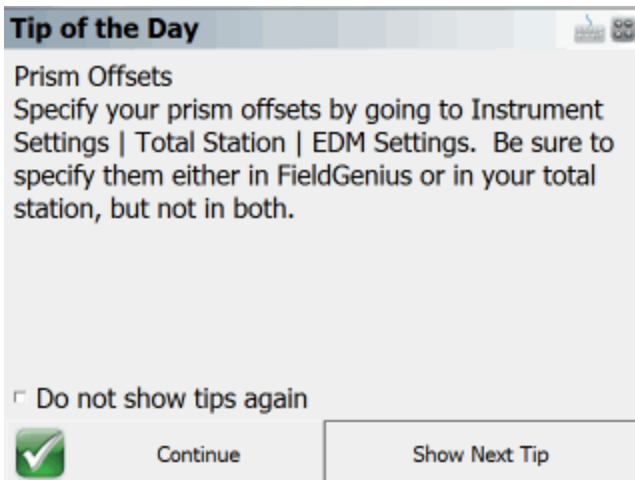 Tip of the Day
Prism Offsets
Specify your prism offsets by going to Instrument
Settings | Total Station | EDM Settings.  Be sure to
specify them either in FieldGenius or in your total
station, but not in both.
Do not show tips again
Continue
Show Next Tip